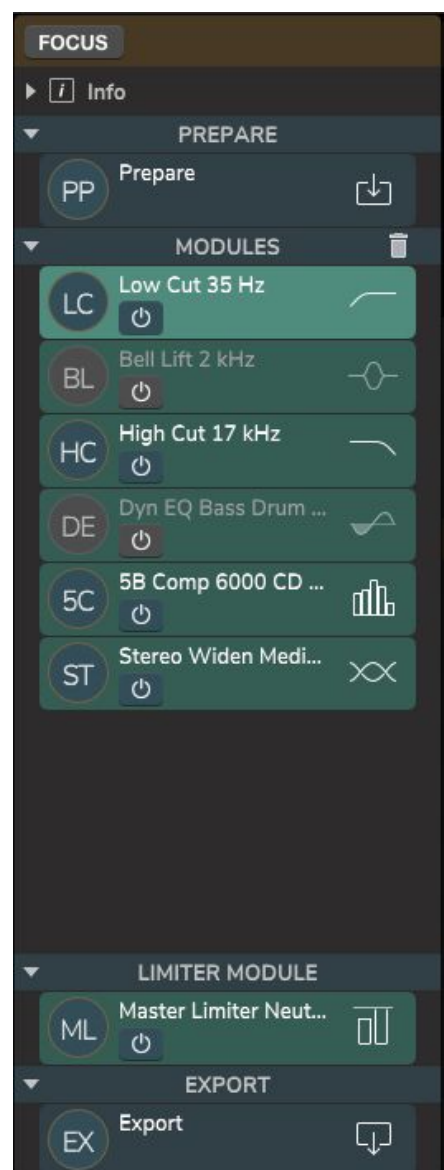 FOCUS
i Info
PREPARE
PP Prepare
MODULES
LC Low Cut 35 Hz
BL Bell Lift 2 kHz
HC High Cut 17 kHz
DE Dyn EQ Bass Drum ...
5C 5B Comp 6000 CD ...
ST Stereo Widen Medi...
LIMITER MODULE
ML Master Limiter Neut...
EXPORT
EX Export